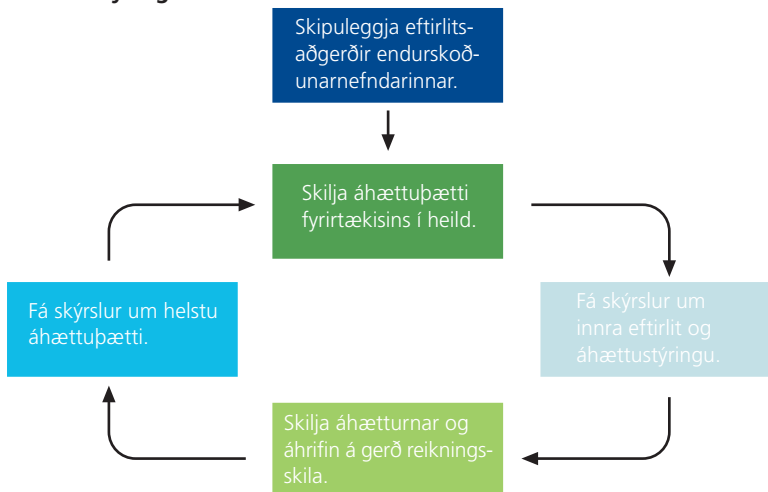 Skipuleggja eftirlits-
aðgerðir endurskoð-
unarnefndarinnar.
Skilja áhættuþætti
fyrirtækisins í heild.
Fá skýrslur um helstu
áhættuþætti.
Fá skýrslur um
innra eftirlit og
áhættustýringu.
Skilja áhætturnar og
áhrifin á gerð reiknings-
skila.